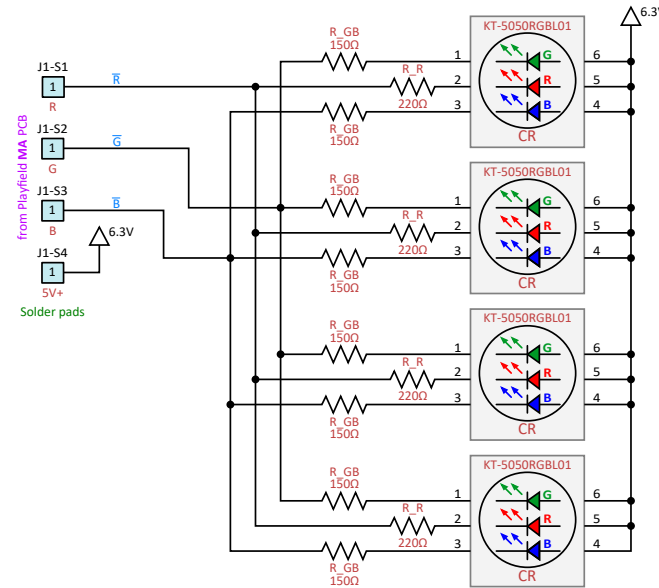 6.3V
KT-5050RGBL01
R_GB
150Ω
1
G
6
J1-S1
1
R
R̅
R_R
220Ω
2
R
5
3
B
4
R_GB
150Ω
CR
J1-S2
1
G
G̅
from Playfield MA PCB
KT-5050RGBL01
R_GB
150Ω
1
G
6
J1-S3
1
B
B̅
R_R
220Ω
2
R
5
3
B
4
R_GB
150Ω
CR
6.3V
J1-S4
1
5V+
Solder pads
KT-5050RGBL01
R_GB
150Ω
1
G
6
R_R
220Ω
2
R
5
3
B
4
R_GB
150Ω
CR
KT-5050RGBL01
R_GB
150Ω
1
G
6
R_R
220Ω
2
R
5
3
B
4
R_GB
150Ω
CR